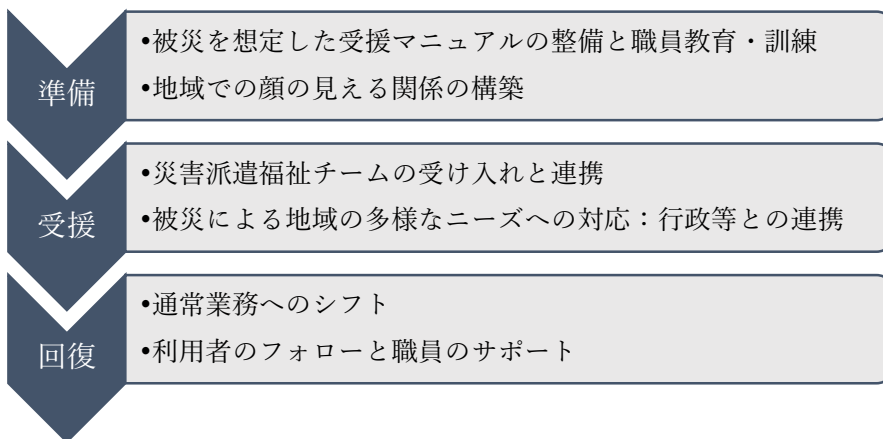 準備
•被災を想定した受援マニュアルの整備と職員教育・訓練
•地域での顔の見える関係の構築
受援
•災害派遣福祉チームの受け入れと連携
•被災による地域の多様なニーズへの対応：行政等との連携
回復
•通常業務へのシフト
•利用者のフォローと職員のサポート